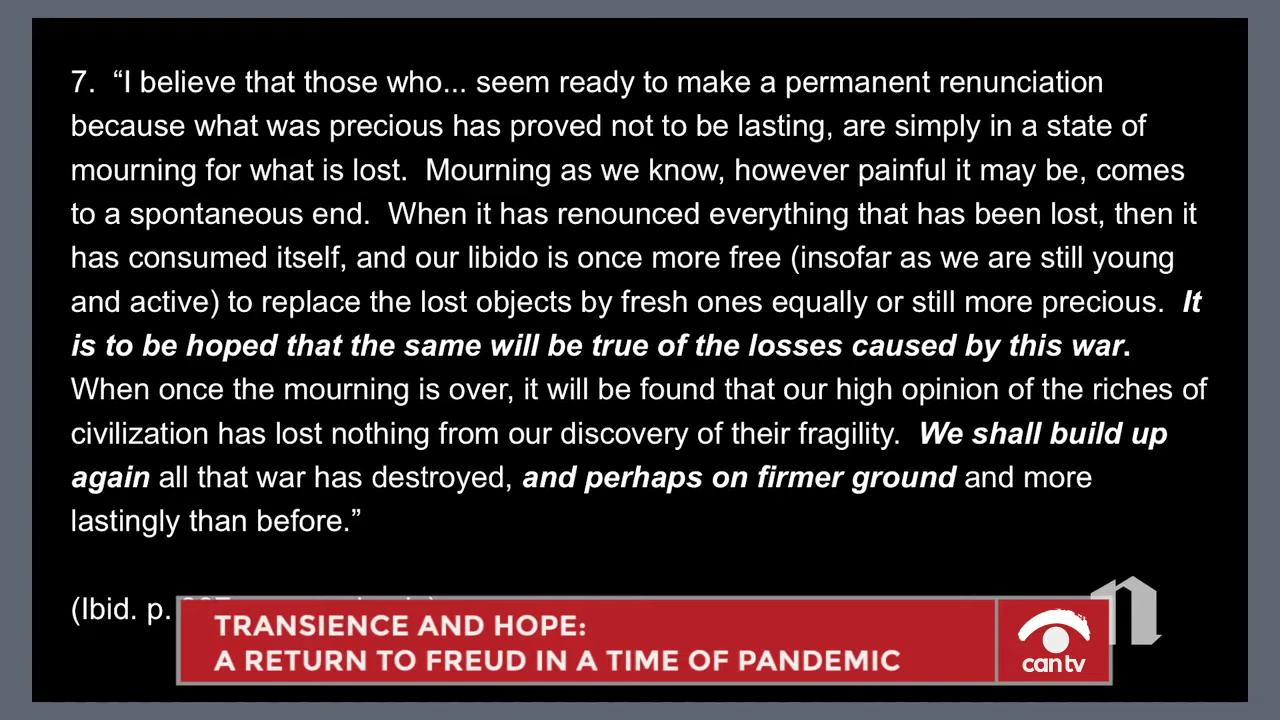 7.  “I believe that those who... seem ready to make a permanent renunciation
because what was precious has proved not to be lasting, are simply in a state of
mourning for what is lost.  Mourning as we know, however painful it may be, comes
to a spontaneous end.  When it has renounced everything that has been lost, then it
has consumed itself, and our libido is once more free (insofar as we are still young
and active) to replace the lost objects by fresh ones equally or still more precious.  It
is to be hoped that the same will be true of the losses caused by this war.
When once the mourning is over, it will be found that our high opinion of the riches of
civilization has lost nothing from our discovery of their fragility.  We shall build up
again all that war has destroyed, and perhaps on firmer ground and more
lastingly than before.”
(Ibid. p.
TRANSIENCE AND HOPE:
A RETURN TO FREUD IN A TIME OF PANDEMIC
can tv
n